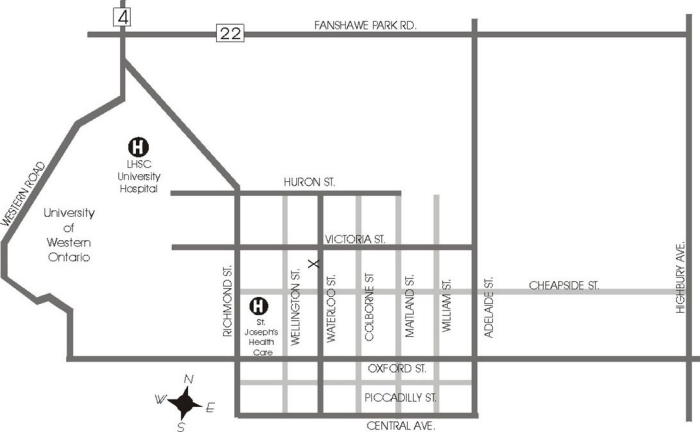 4
FANSHAWE PARK RD.
22
H
LHSC
University
Hospital
WESTERN ROAD
HURON ST.
University
of
Western
Ontario
VICTORIA ST.
X
RICHMOND ST.
WELLINGTON ST.
WATERLOO ST.
COLBORNE ST
MAITLAND ST.
WILLIAM ST.
ADELAIDE ST.
CHEAPSIDE ST.
HIGHBURY AVE.
H
St.
Joseph's
Health
Care
OXFORD ST.
N
W
E
S
PICCADILLY ST.
CENTRAL AVE.